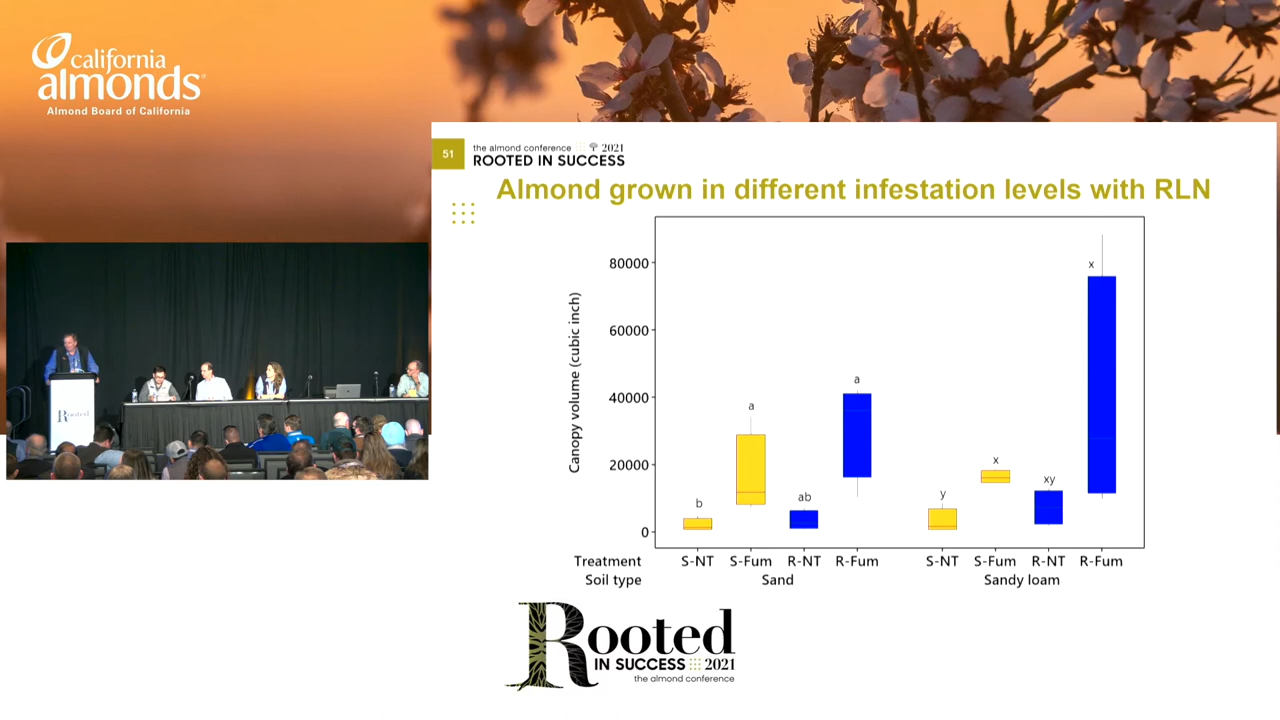 california
almonds
Almond Board of California
51
the almond conference 2021
ROOTED IN SUCCESS
Almond grown in different infestation levels with RLN
Canopy volume (cubic inch)
80000
60000
40000
20000
0
b
a
ab
a
y
x
xy
x
Treatment S-NT S-Fum R-NT R-Fum S-NT S-Fum R-NT R-Fum
Soil type Sand Sandy loam
Rooted
Rooted
IN SUCCESS 2021
the almond conference